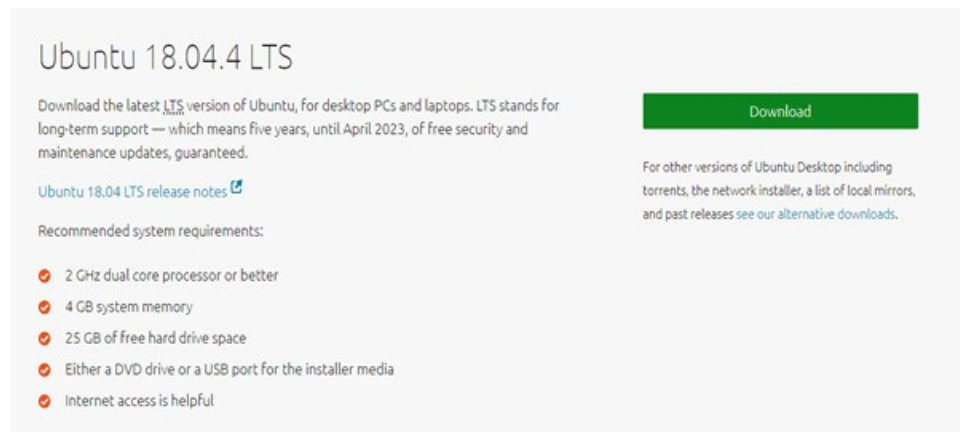 Ubuntu 18.04.4 LTS
Download the latest LTS version of Ubuntu, for desktop PCs and laptops. LTS stands for
long-term support — which means five years, until April 2023, of free security and
maintenance updates, guaranteed.
Ubuntu 18.04 LTS release notes
Recommended system requirements:
2 GHz dual core processor or better
4 GB system memory
25 GB of free hard drive space
Either a DVD drive or a USB port for the installer media
Internet access is helpful
Download
For other versions of Ubuntu Desktop including
torrents, the network installer, a list of local mirrors,
and past releases see our alternative downloads.